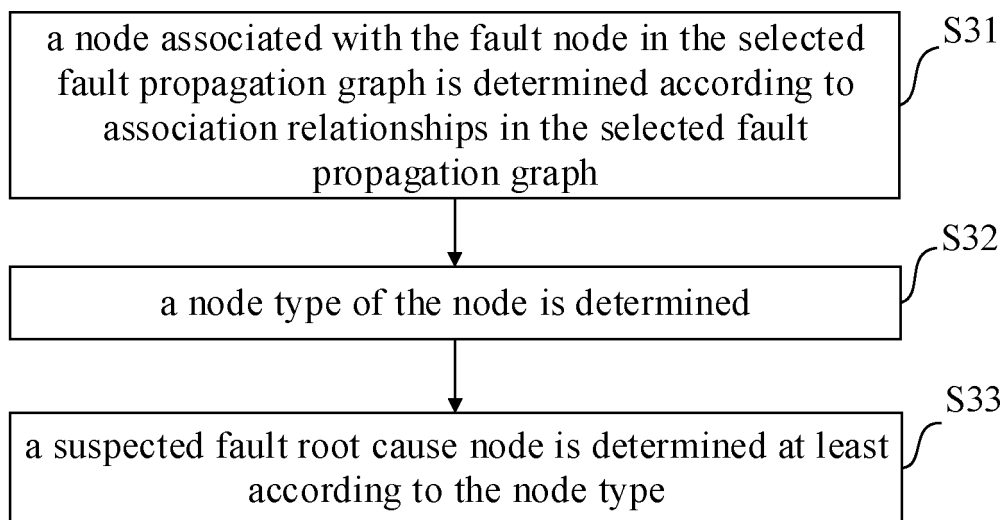 a node associated with the fault node in the selected
fault propagation graph is determined according to
association relationships in the selected fault
propagation graph
S31
a node type of the node is determined
S32
a suspected fault root cause node is determined at least
according to the node type
S33